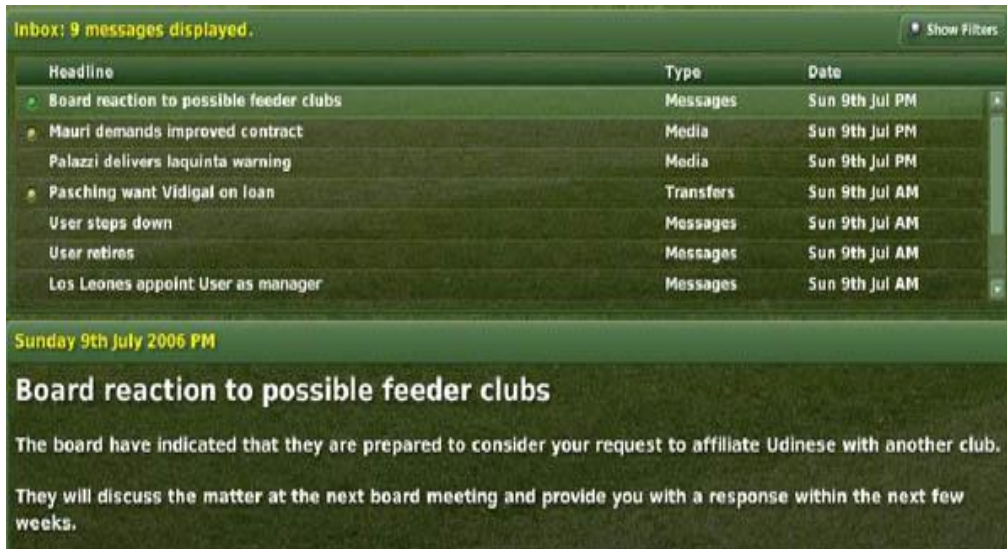 Inbox: 9 messages displayed.
Show Filters
Headline Type Date
Board reaction to possible feeder clubs Messages Sun 9th Jul PM
Mauri demands improved contract Media Sun 9th Jul PM
Palazzi delivers Iaquinta warning Media Sun 9th Jul PM
Pasching want Vidigal on loan Transfers Sun 9th Jul AM
User steps down Messages Sun 9th Jul AM
User retires Messages Sun 9th Jul AM
Los Leones appoint User as manager Messages Sun 9th Jul AM
Sunday 9th July 2006 PM
Board reaction to possible feeder clubs
The board have indicated that they are prepared to consider your request to affiliate Udinese with another club.
They will discuss the matter at the next board meeting and provide you with a response within the next few
weeks.